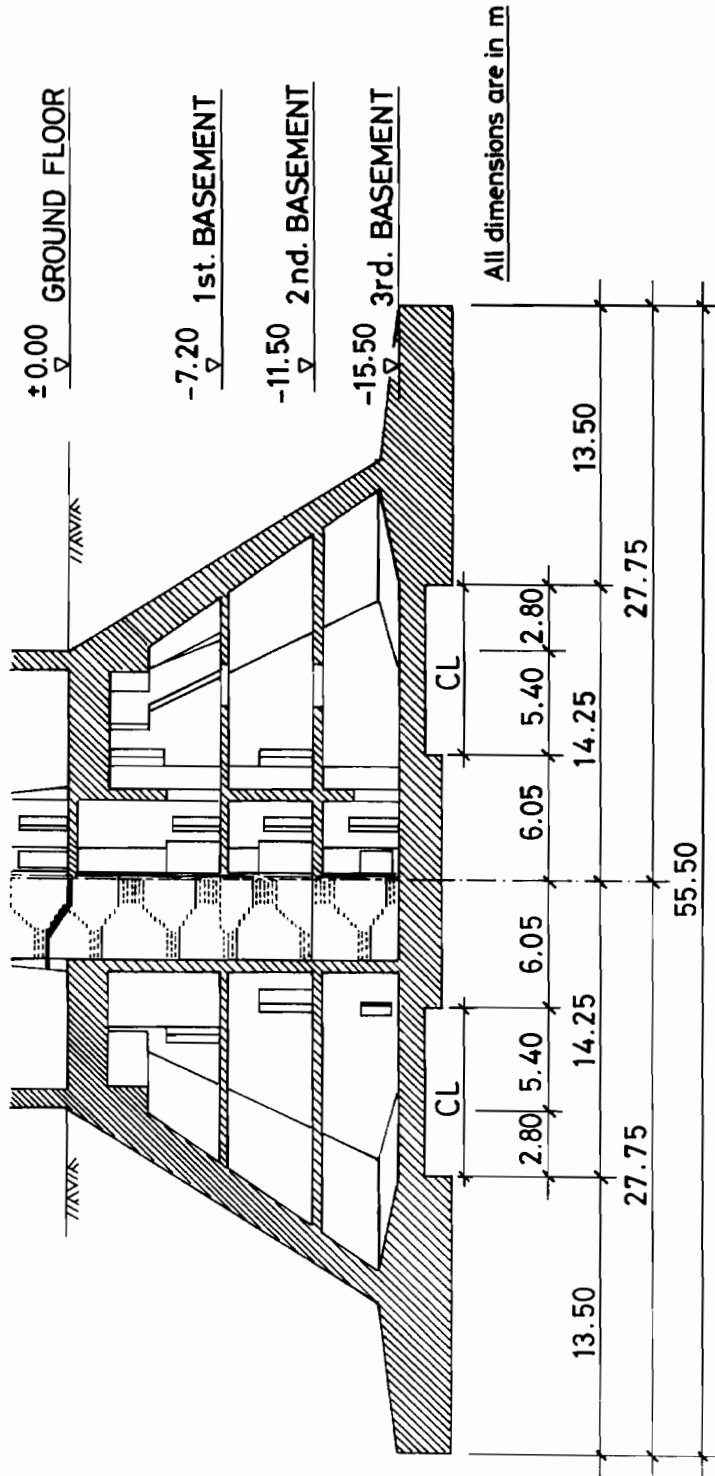 ±0.00 GROUND FLOOR
-7.20 1st. BASEMENT
-11.50 2nd. BASEMENT
-15.50 3rd. BASEMENT
All dimensions are in m
CL CL
2.80 5.40 6.05 6.05 5.40 2.80
13.50 14.25 14.25 13.50
27.75 27.75
55.50